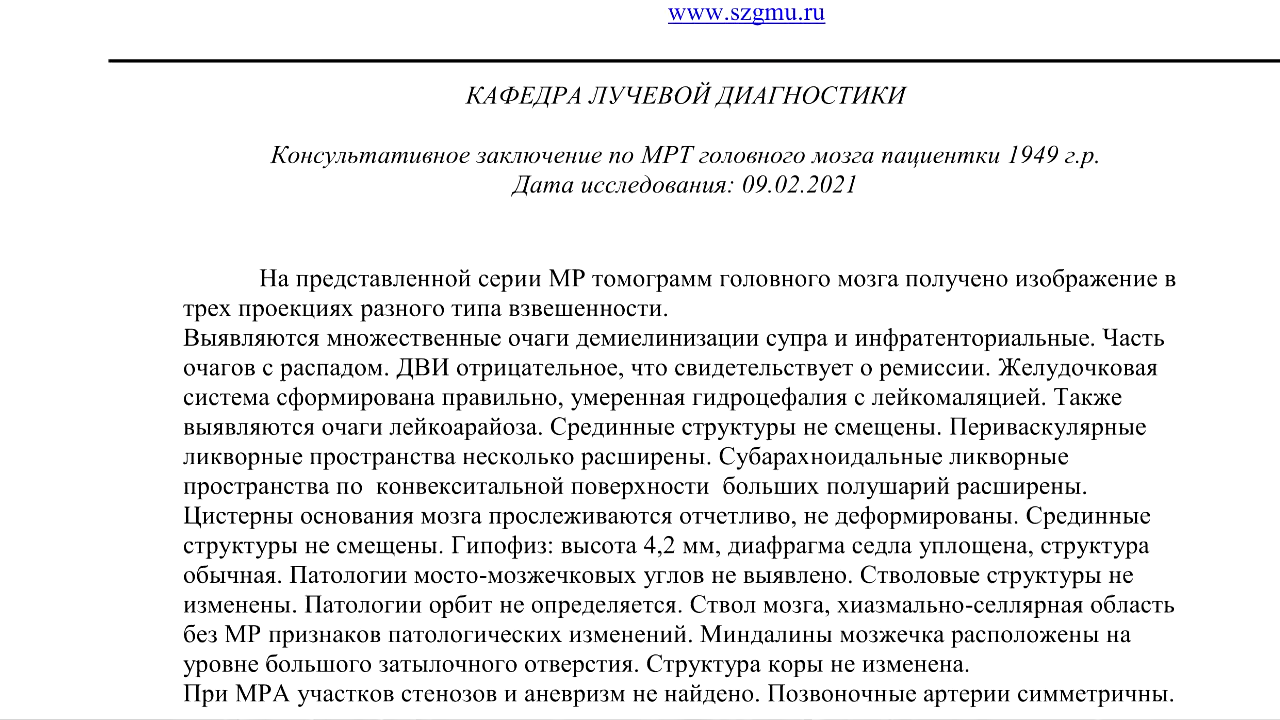 www.szgmu.ru
КАФЕДРА ЛУЧЕВОЙ ДИАГНОСТИКИ
Консультативное заключение по МРТ головного мозга пациентки 1949 г.р.
Дата исследования: 09.02.2021
На представленной серии МР томограмм головного мозга получено изображение в
трех проекциях разного типа взвешенности.
Выявляются множественные очаги демиелинизации супра и инфратенториальные. Часть
очагов с распадом. ДВИ отрицательное, что свидетельствует о ремиссии. Желудочковая
система сформирована правильно, умеренная гидроцефалия с лейкомаляцией. Также
выявляются очаги лейкоарайоза. Срединные структуры не смещены. Периваскулярные
ликворные пространства несколько расширены. Субарахноидальные ликворные
пространства по  конвекситальной поверхности  больших полушарий расширены.
Цистерны основания мозга прослеживаются отчетливо, не деформированы. Срединные
структуры не смещены. Гипофиз: высота 4,2 мм, диафрагма седла уплощена, структура
обычная. Патологии мосто-мозжечковых углов не выявлено. Стволовые структуры не
изменены. Патологии орбит не определяется. Ствол мозга, хиазмально-селлярная область
без МР признаков патологических изменений. Миндалины мозжечка расположены на
уровне большого затылочного отверстия. Структура коры не изменена.
При МРА участков стенозов и аневризм не найдено. Позвоночные артерии симметричны.